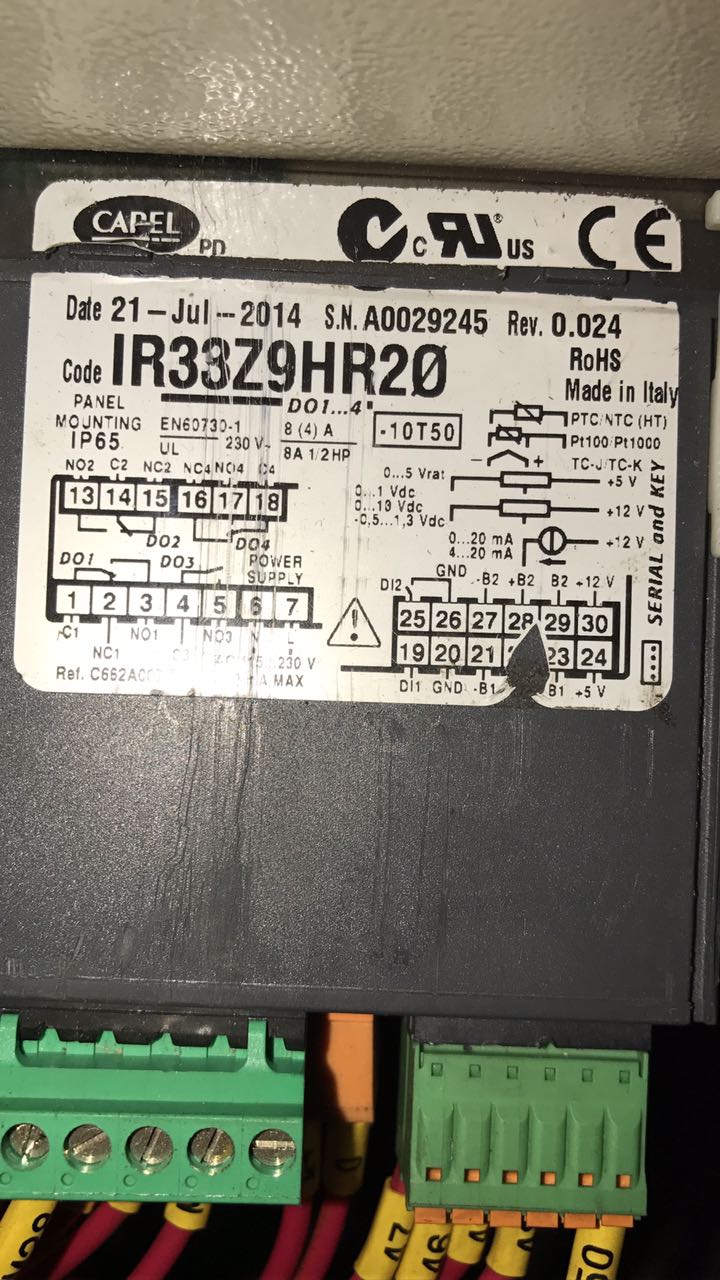 CAREL
PD
C US
CE
Date 21-Jul--2014 S.N. A0029245 Rev. 0.024
Code IR33Z9HR20
RoHS
Made in Italy
PANEL
MOUNTING
IP65
EN60730-1
UL
230 V~
DO1...4
8 (4) A
8A 1/2HP
-10T50
PTC/NTC (HT)
Pt100/Pt1000
- + TC-J/TC-K
0...5 Vrat +5 V
0...1 Vdc
0...10 Vdc +12 V
-0,5...1,3 Vdc
0...20 mA
4...20 mA +12 V
SERIAL and KEY
NO2 C2 NC2 NC4 NO4 C4
13 14 15 16 17 18
DO2 DO4
DO1 DO3 POWER
SUPPLY
1 2 3 4 5 6 7
C1 NO1 NO3 N L
NC1 230 V
Ref. MAX
DI2 GND -B2 +B2 B2 +12 V
25 26 27 28 29 30
19 20 21 23 24
DI1 GND -B1 B1 +5 V